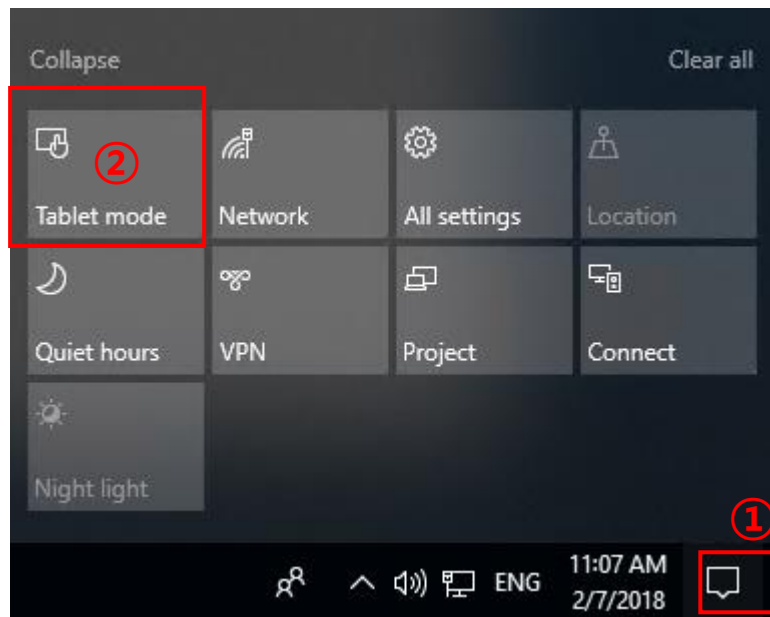 Collapse Clear all
②
Tablet mode Network All settings Location
Quiet hours VPN Project Connect
Night light
①
ENG 11:07 AM
2/7/2018